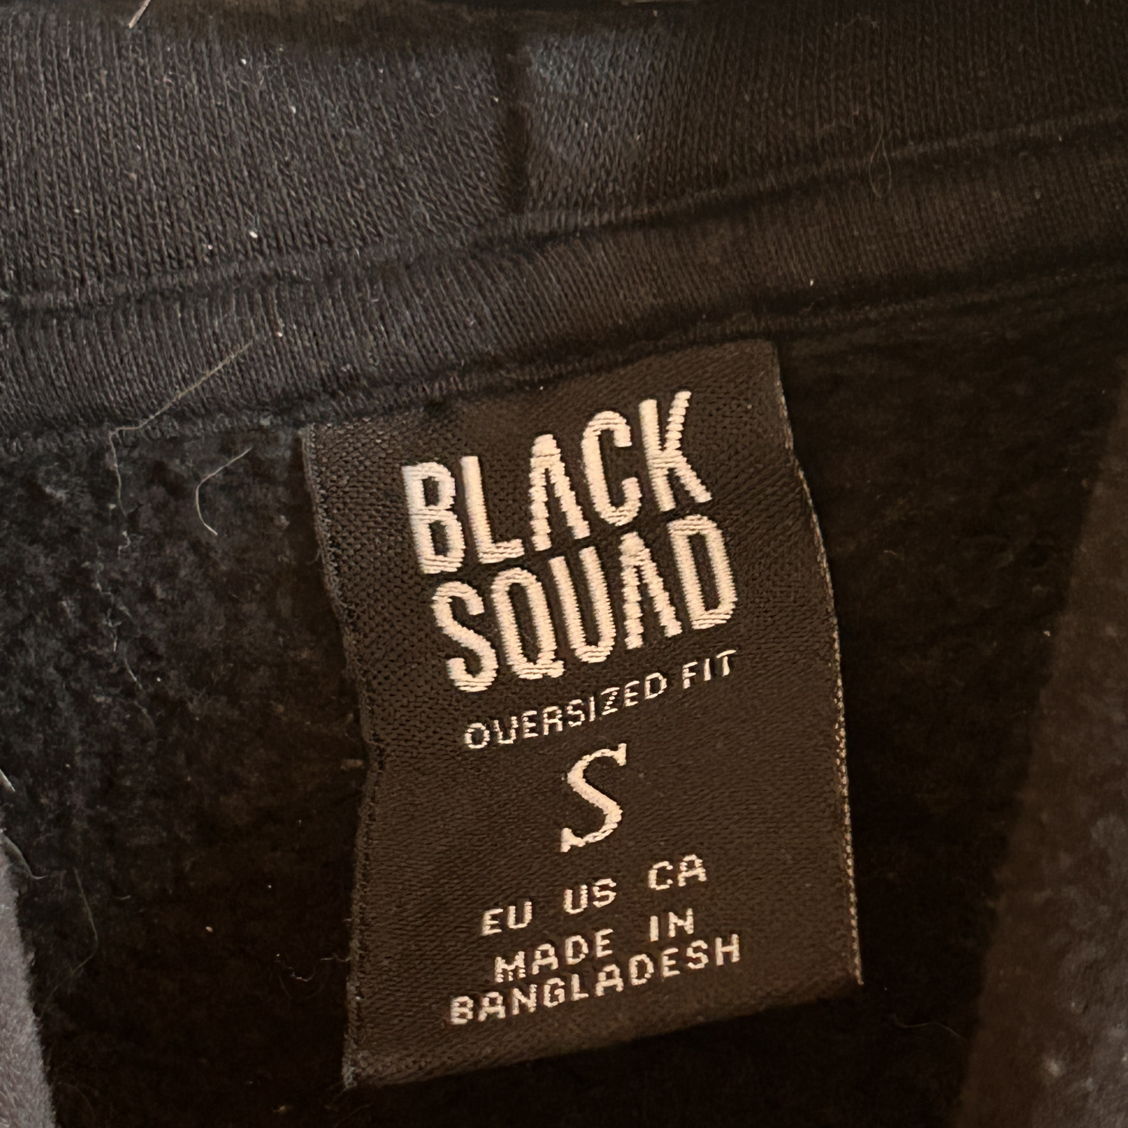 BLACK
SQUAD
OVERSIZED FIT
S
EU US CA
MADE IN
BANGLADESH